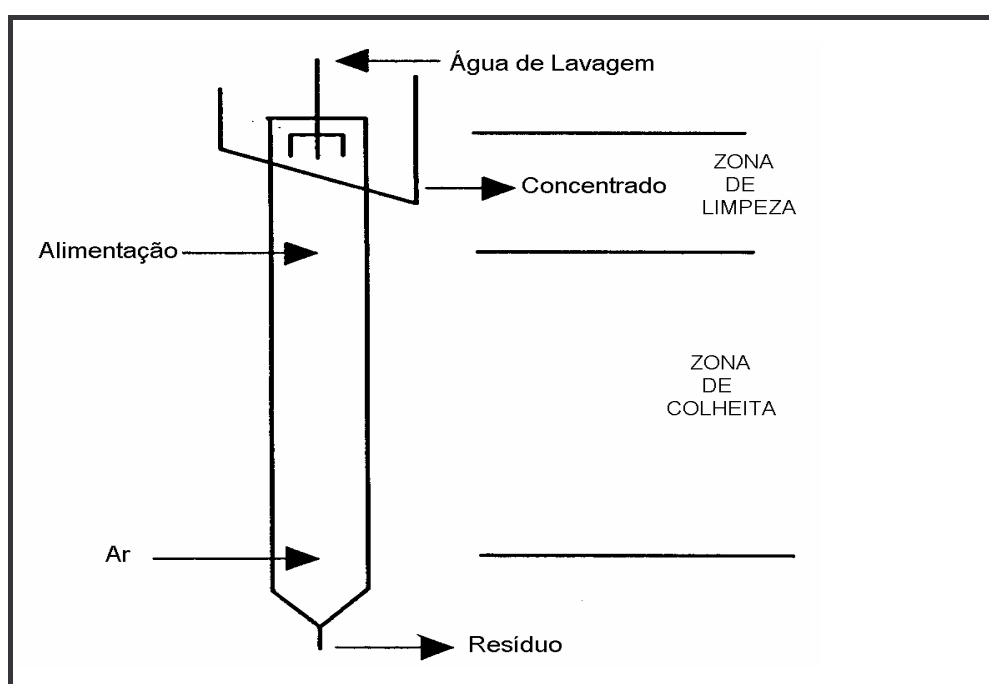 Água de Lavagem
ZONA
DE
LIMPEZA
Concentrado
Alimentação
ZONA
DE
COLHEITA
Ar
Resíduo